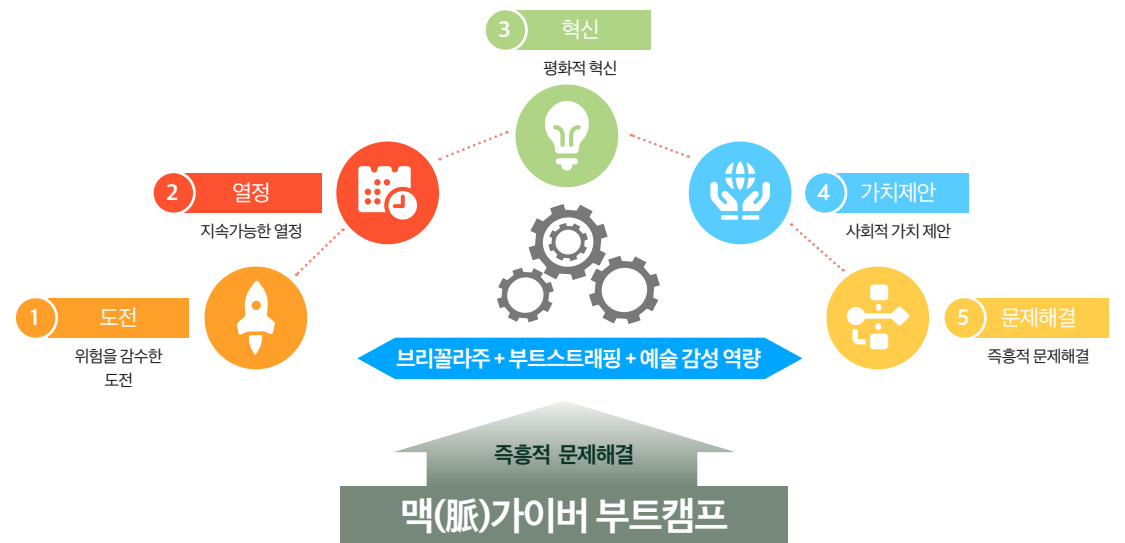 3 혁신
평화적 혁신
2 열정
지속가능한 열정
4 가치제안
사회적 가치 제안
1 도전
위험을 감수한
도전
5 문제해결
즉흥적 문제해결
브리꼴라주 + 부트스트래핑 + 예술 감성 역량
즉흥적 문제해결
맥(脈)가이버 부트캠프